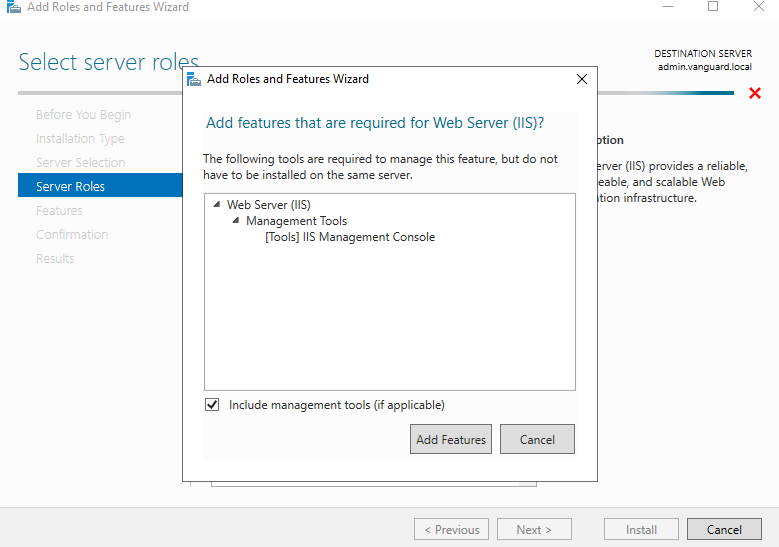 Add Roles and Features Wizard
Select server roles
DESTINATION SERVER
admin.vanguard.local
Before You Begin
Installation Type
Server Selection
Server Roles
Features
Confirmation
Results
Add Roles and Features Wizard
Add features that are required for Web Server (IIS)?
The following tools are required to manage this feature, but do not
have to be installed on the same server.
Web Server (IIS)
Management Tools
[Tools] IIS Management Console
Include management tools (if applicable)
Add Features
Cancel
ption
erver (IIS) provides a reliable,
eable, and scalable Web
tion infrastructure.
< Previous
Next >
Install
Cancel